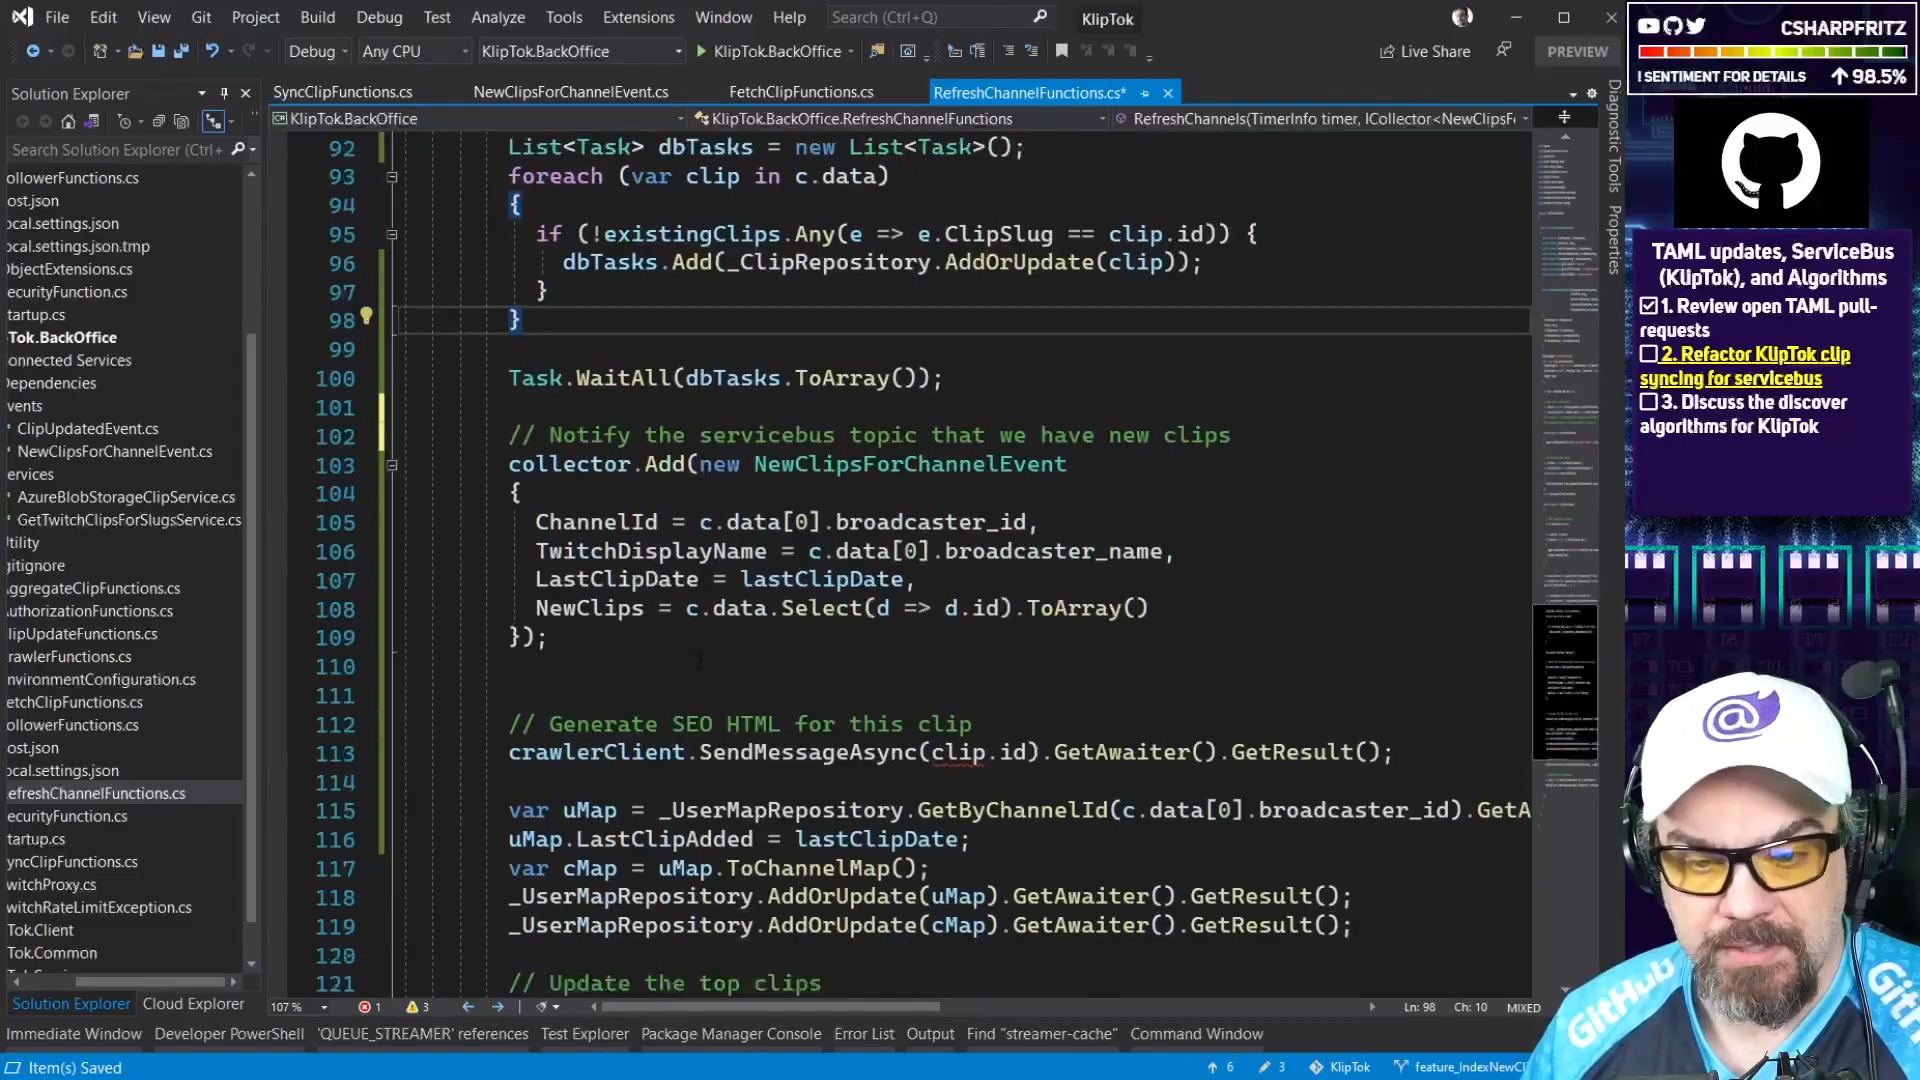 File Edit View Git Project Build Debug Test Analyze Tools Extensions Window Help Search (Ctrl+Q) KlipTok
Debug Any CPU KlipTok.BackOffice KlipTok.BackOffice Live Share PREVIEW
Solution Explorer
Search Solution Explorer (Ctrl+
ollowerFunctions.cs
ost.json
ocal.settings.json
ocal.settings.json.tmp
ObjectExtensions.cs
ecurityFunction.cs
tartup.cs
Tok.BackOffice
onnected Services
Dependencies
vents
ClipUpdatedEvent.cs
NewClipsForChannelEvent.cs
ervices
AzureBlobStorageClipService.cs
GetTwitchClipsForSlugsService.cs
tility
gitignore
AggregateClipFunctions.cs
uthorizationFunctions.cs
lipUpdateFunctions.cs
rawlerFunctions.cs
nvironmentConfiguration.cs
etchClipFunctions.cs
ollowerFunctions.cs
ost.json
ocal.settings.json
efreshChannelFunctions.cs
ecurityFunction.cs
tartup.cs
yncClipFunctions.cs
witchProxy.cs
witchRateLimitException.cs
Tok.Client
Tok.Common
Solution Explorer Cloud Explorer
SyncClipFunctions.cs NewClipsForChannelEvent.cs FetchClipFunctions.cs RefreshChannelFunctions.cs*
KlipTok.BackOffice KlipTok.BackOffice.RefreshChannelFunctions RefreshChannels(TimerInfo timer, ICollector<NewClipsF
92 List<Task> dbTasks = new List<Task>();
93 foreach (var clip in c.data)
94 {
95 if (!existingClips.Any(e => e.ClipSlug == clip.id)) {
96 dbTasks.Add(_ClipRepository.AddOrUpdate(clip));
97 }
98 }
99
100 Task.WaitAll(dbTasks.ToArray());
101
102 // Notify the servicebus topic that we have new clips
103 collector.Add(new NewClipsForChannelEvent
104 {
105 ChannelId = c.data[0].broadcaster_id,
106 TwitchDisplayName = c.data[0].broadcaster_name,
107 LastClipDate = lastClipDate,
108 NewClips = c.data.Select(d => d.id).ToArray()
109 });
110
111
112 // Generate SEO HTML for this clip
113 crawlerClient.SendMessageAsync(clip.id).GetAwaiter().GetResult();
114
115 var uMap = _UserMapRepository.GetByChannelId(c.data[0].broadcaster_id).GetA
116 uMap.LastClipAdded = lastClipDate;
117 var cMap = uMap.ToChannelMap();
118 _UserMapRepository.AddOrUpdate(uMap).GetAwaiter().GetResult();
119 _UserMapRepository.AddOrUpdate(cMap).GetAwaiter().GetResult();
120
121 // Update the top clips
107 % 1 3 Ln: 98 Ch: 10 MIXED
Immediate Window Developer PowerShell 'QUEUE_STREAMER' references Test Explorer Package Manager Console Error List Output Find "streamer-cache" Command Window
Item(s) Saved 6 3 KlipTok feature_IndexNewCl
Diagnostic Tools
Properties
CSHARPFRITZ
! SENTIMENT FOR DETAILS 98.5%
TAML updates, ServiceBus
(KlipTok), and Algorithms
1. Review open TAML pull-
requests
2. Refactor KlipTok clip
syncing for servicebus
3. Discuss the discover
algorithms for KlipTok
GitHub
Git